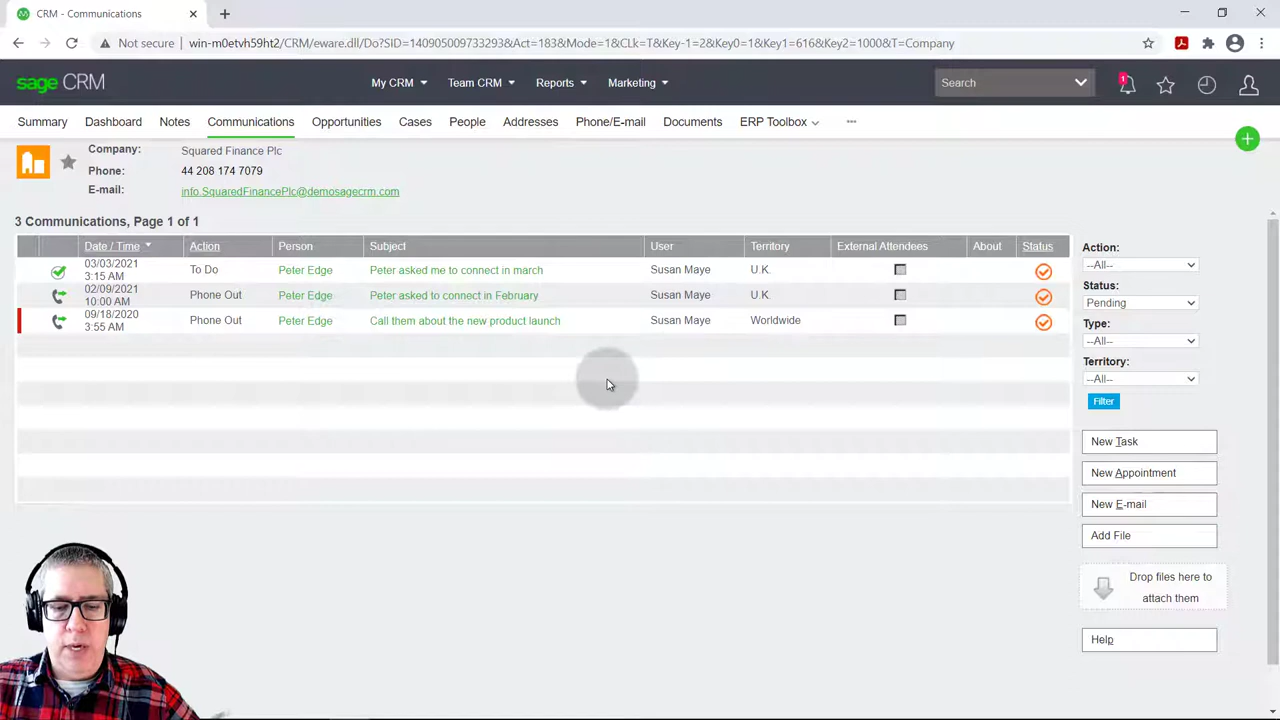 CRM - Communications
Not secure win-m0etvh59ht2/CRM/eware.dll/Do?SID=140905009733293&Act=183&Mode=1&CLk=T&Key-1=2&Key0=1&Key1=616&Key2=1000&T=Company
sage CRM My CRM Team CRM Reports Marketing Search 1
Summary Dashboard Notes Communications Opportunities Cases People Addresses Phone/E-mail Documents ERP Toolbox ...
Company: Squared Finance Plc
Phone: 44 208 174 7079
E-mail: info.SquaredFinancePlc@demosagecrm.com
3 Communications, Page 1 of 1
Date / Time Action Person Subject User Territory External Attendees About Status
03/03/2021 3:15 AM To Do Peter Edge Peter asked me to connect in march Susan Maye U.K.
02/09/2021 10:00 AM Phone Out Peter Edge Peter asked to connect in February Susan Maye U.K.
09/18/2020 3:55 AM Phone Out Peter Edge Call them about the new product launch Susan Maye Worldwide
Action:
--All--
Status:
Pending
Type:
--All--
Territory:
--All--
Filter
New Task
New Appointment
New E-mail
Add File
Drop files here to
attach them
Help